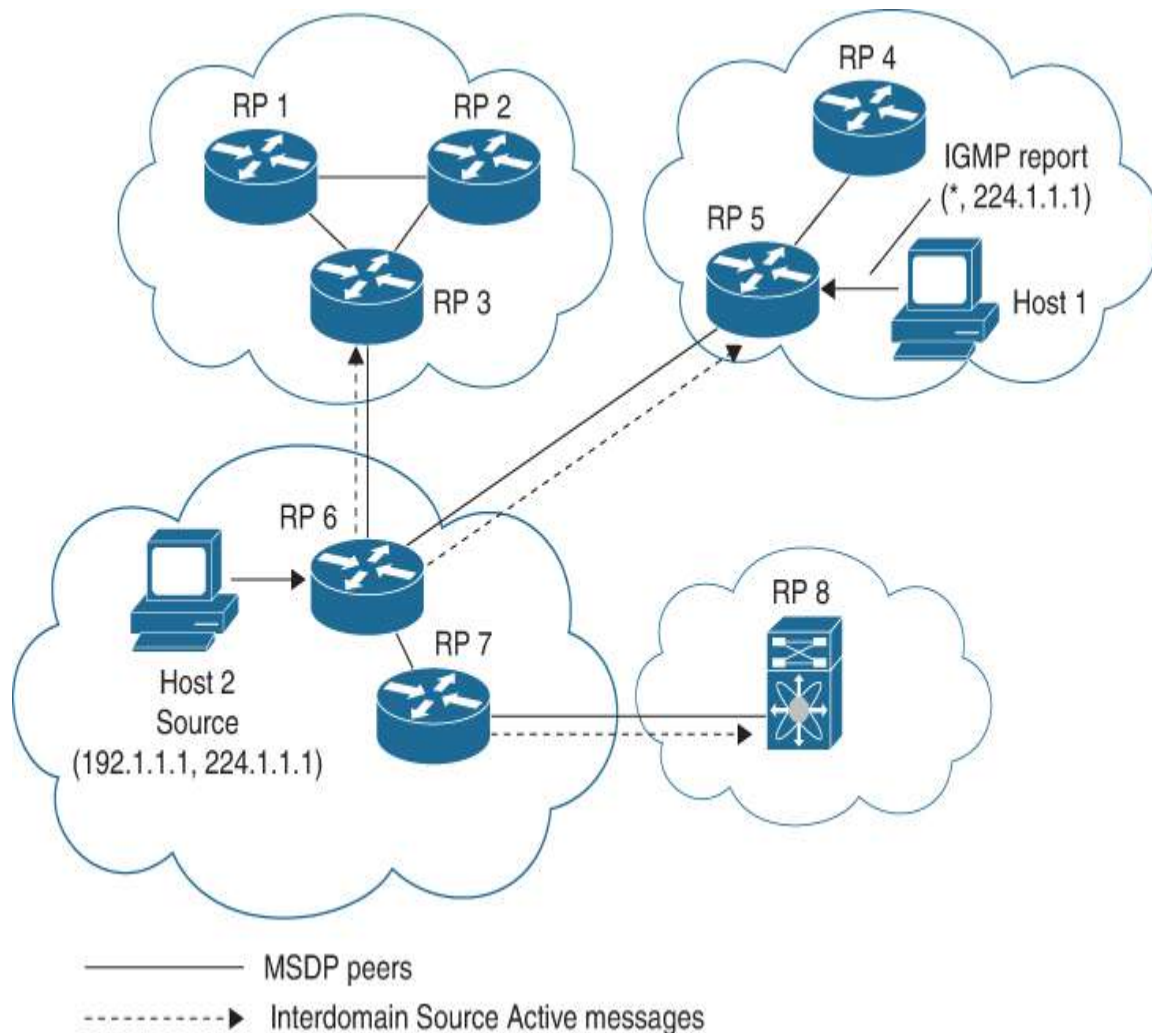 RP 1
RP 2
RP 3
RP 4
IGMP report
(*, 224.1.1.1)
RP 5
Host 1
RP 6
Host 2
Source
(192.1.1.1, 224.1.1.1)
RP 7
RP 8
MSDP peers
Interdomain Source Active messages